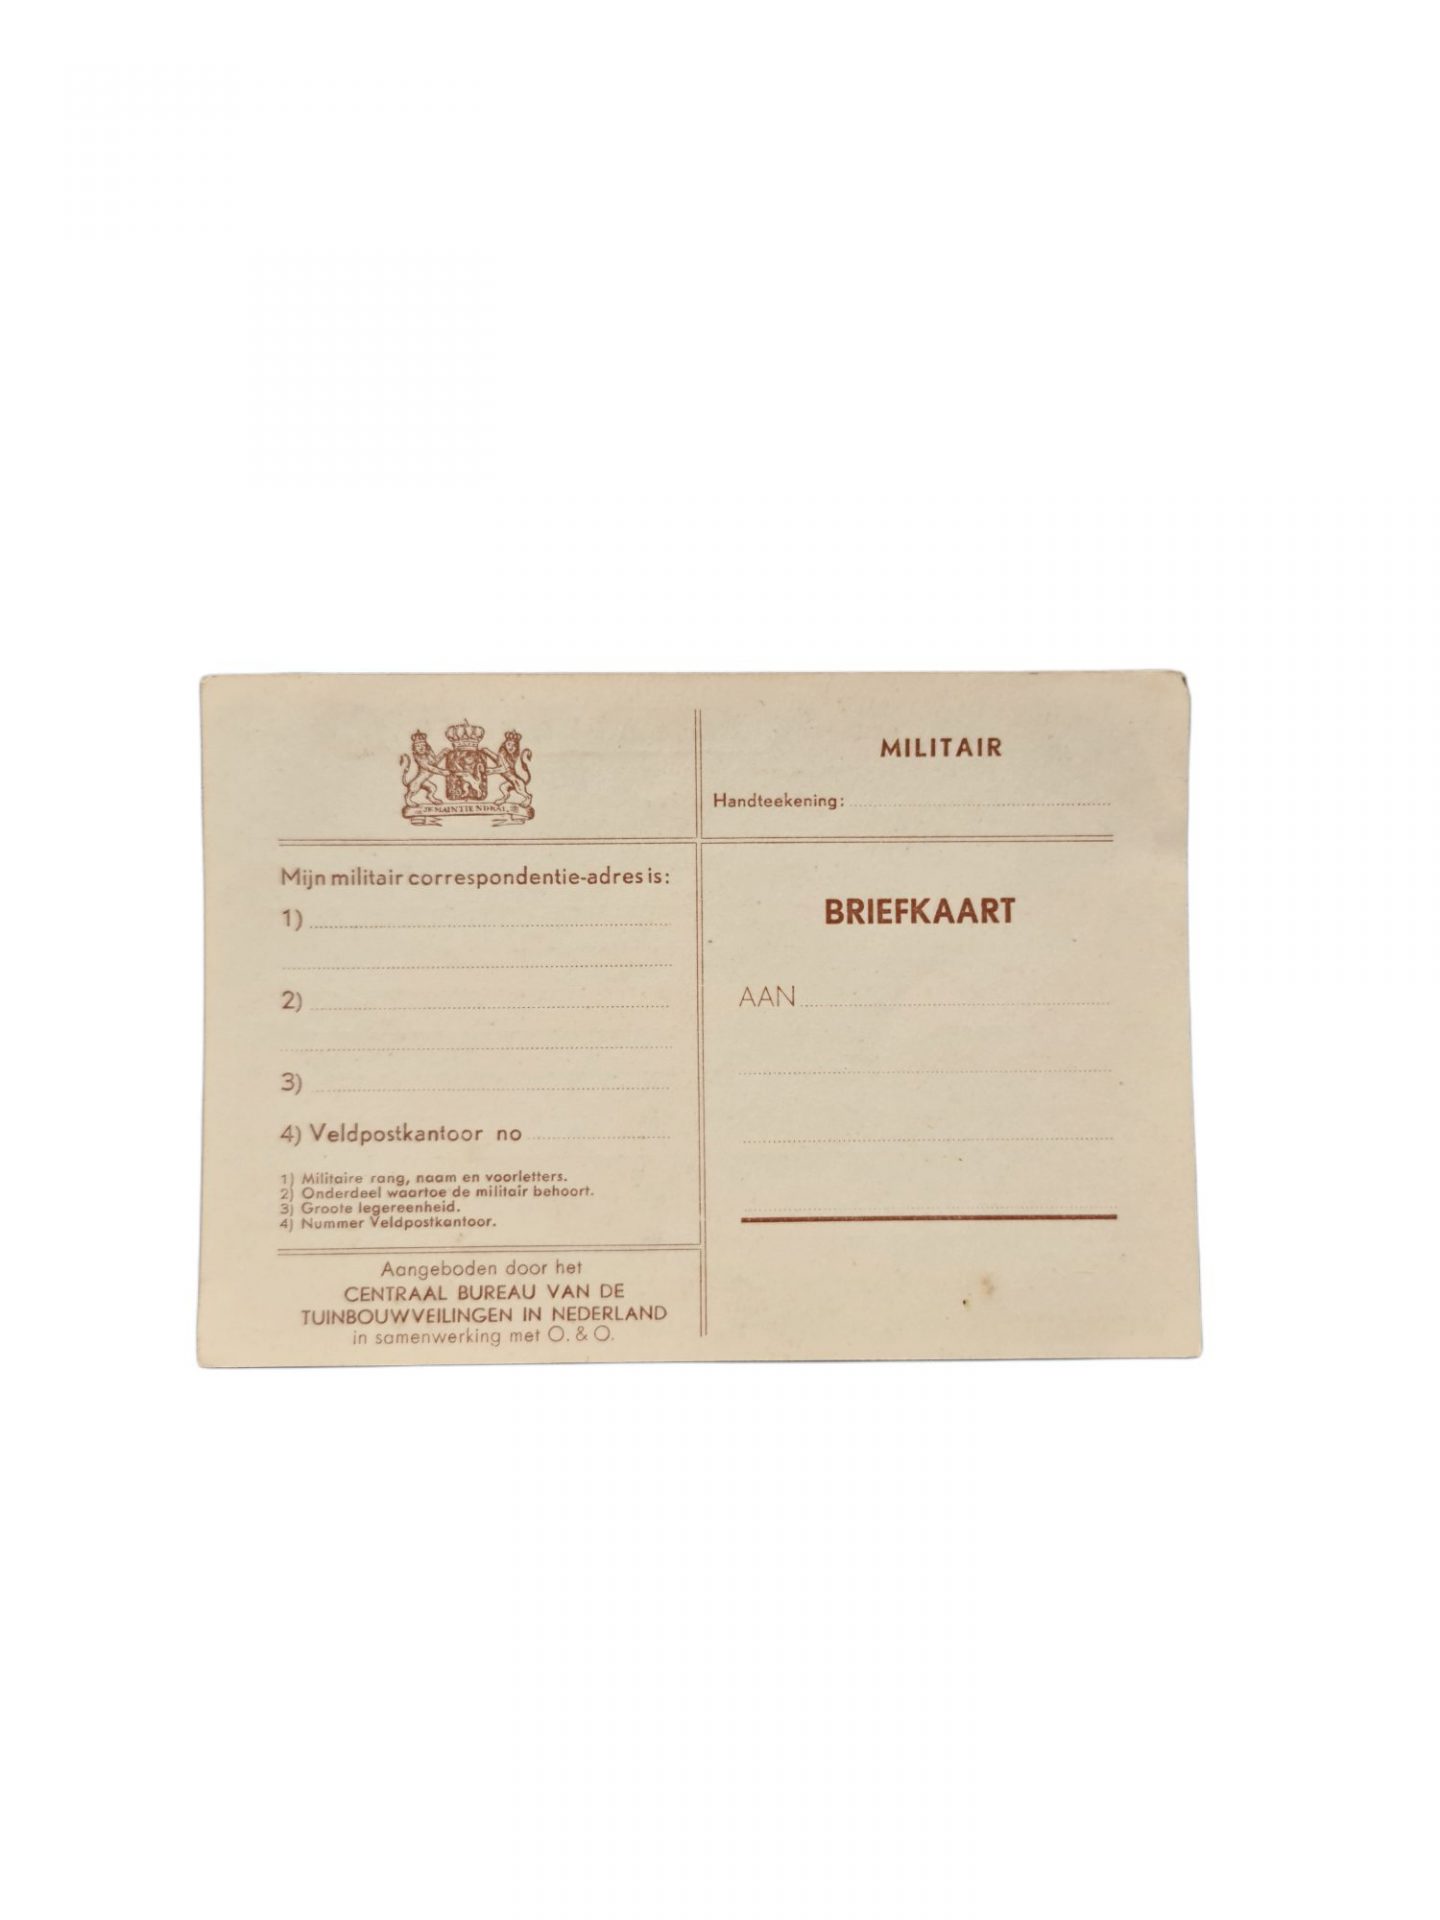 JE MAINTIENDRAI
MILITAIR
Handteekening:
Mijn militair correspondentie-adres is:
1)
2)
3)
4) Veldpostkantoor no
1) Militaire rang, naam en voorletters.
2) Onderdeel waartoe de militair behoort.
3) Groote legereenheid.
4) Nummer Veldpostkantoor.
Aangeboden door het
CENTRAAL BUREAU VAN DE
TUINBOUWVEILINGEN IN NEDERLAND
in samenwerking met O. & O.
BRIEFKAART
AAN